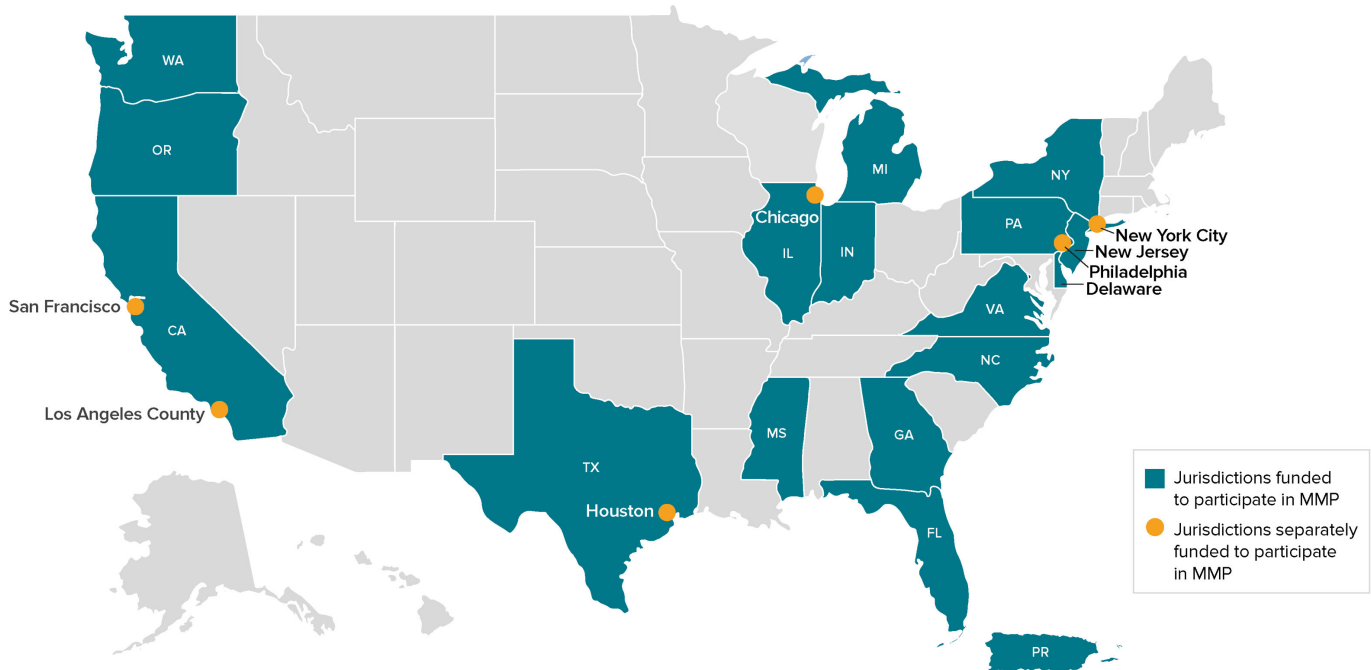 WA
OR
MI
NY
Chicago
PA
New York City
New Jersey
IL
IN
Philadelphia
Delaware
San Francisco
CA
VA
NC
Los Angeles County
MS
GA
TX
Houston
FL
Jurisdictions funded
to participate in MMP
Jurisdictions separately
funded to participate
in MMP
PR